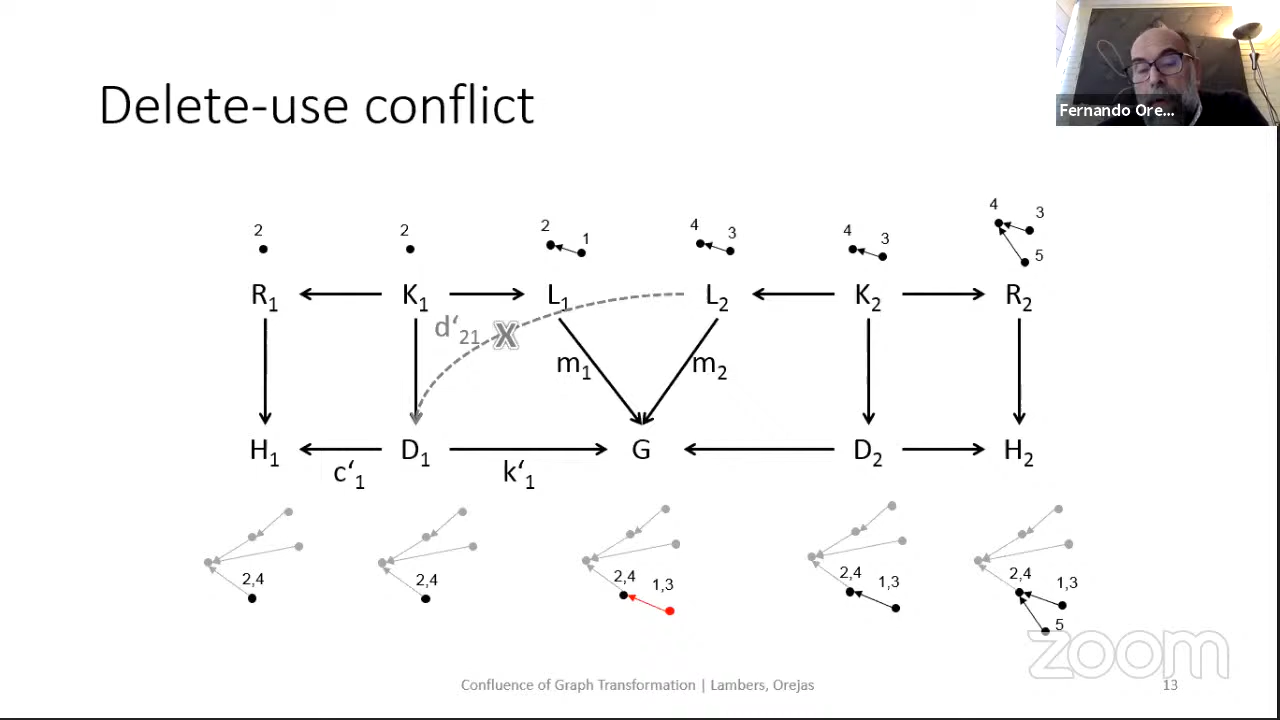 Fernando Ore...
Delete-use conflict
2 2 2 1 4 3 4 3 4 3 5
R1 K1 L1 L2 K2 R2
d‘21 X
m1 m2
H1 D1 G D2 H2
c‘1 k‘1
2,4 2,4 2,4 1,3 2,4 1,3 2,4 1,3 5
zoom
Confluence of Graph Transformation | Lambers, Orejas 13